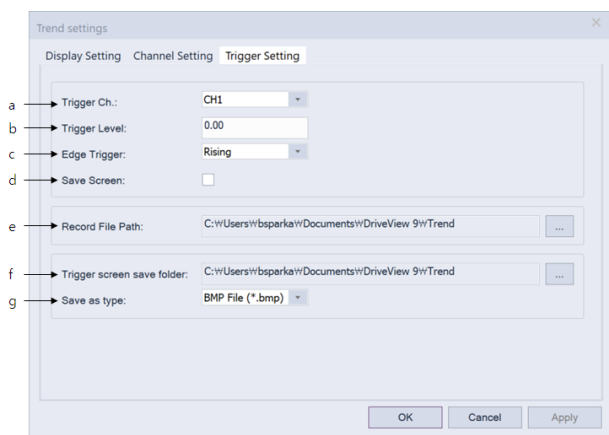 Trend settings
Display Setting Channel Setting Trigger Setting
a Trigger Ch.: CH1
b Trigger Level: 0.00
c Edge Trigger: Rising
d Save Screen:
e Record File Path: C:₩Users₩bsparka₩Documents₩DriveView 9₩Trend ...
f Trigger screen save folder: C:₩Users₩bsparka₩Documents₩DriveView 9₩Trend ...
g Save as type: BMP File (*.bmp)
OK Cancel Apply